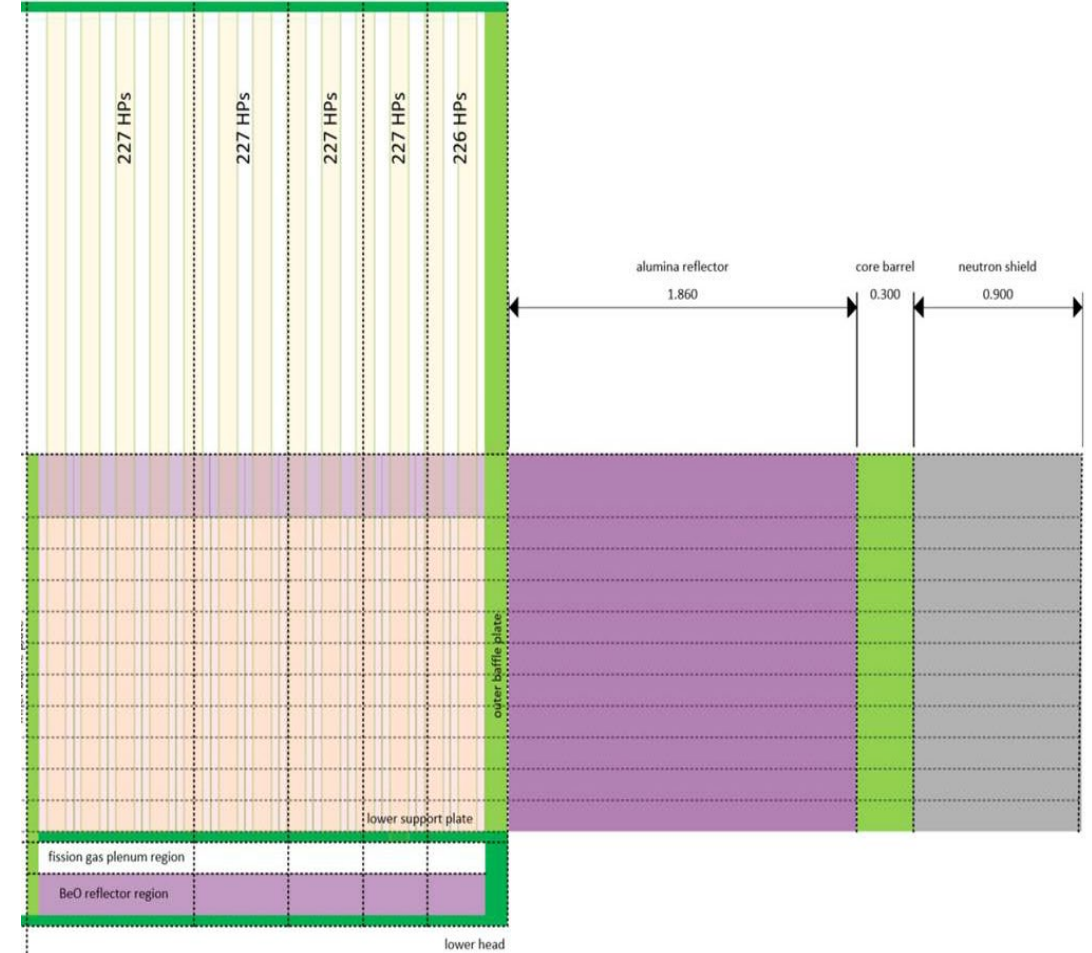 227 HPs
227 HPs
227 HPs
227 HPs
226 HPs
alumina reflector
core barrel
neutron shield
1.860
0.300
0.900
outer baffle plate
lower support plate
fission gas plenum region
BeO reflector region
lower head